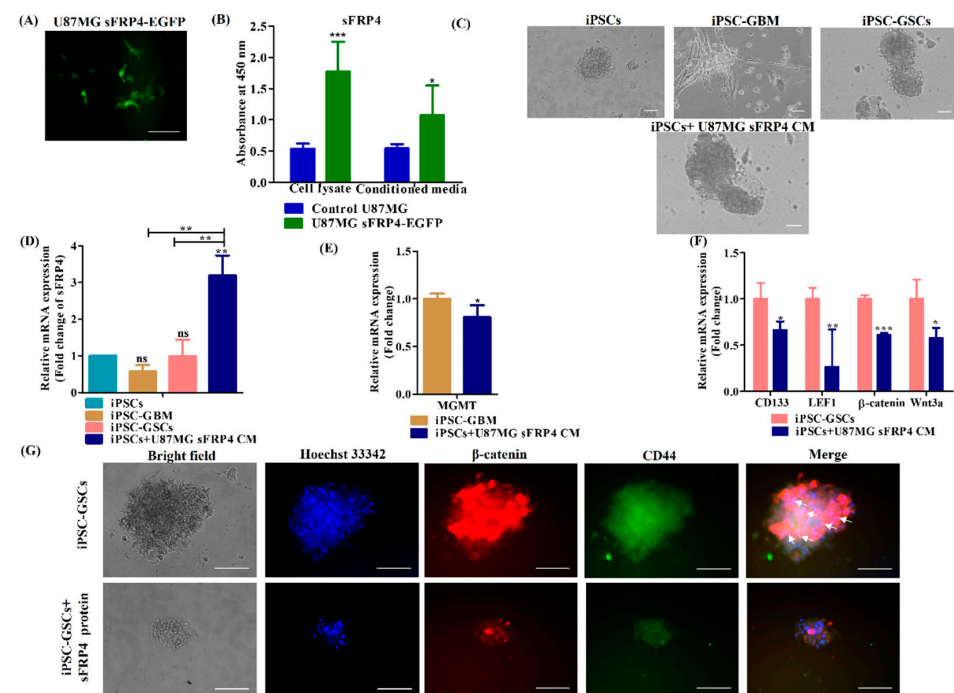 (A)
U87MG sFRP4-EGFP
(B)
sFRP4
Absorbance at 450 nm
2.5
2.0
1.5
1.0
0.5
0.0
***
*
Cell lysate
Conditioned media
Control U87MG
U87MG sFRP4-EGFP
(C)
iPSCs
iPSC-GBM
iPSC-GSCs
iPSCs+ U87MG sFRP4 CM
(D)
Relative mRNA expression
(Fold change of sFRP4)
4
3
2
1
0
**
**
**
ns
ns
iPSCs
iPSC-GBM
iPSC-GSCs
iPSCs+U87MG sFRP4 CM
(E)
Relative mRNA expression
(Fold change)
1.5
1.0
0.5
0.0
*
MGMT
iPSC-GBM
iPSCs+U87MG sFRP4 CM
(F)
Relative mRNA expression
(Fold change)
1.5
1.0
0.5
0.0
*
**
***
*
CD133
LEF1
β-catenin
Wnt3a
iPSC-GSCs
iPSCs+U87MG sFRP4 CM
(G)
Bright field
Hoechst 33342
β-catenin
CD44
Merge
iPSC-GSCs
iPSC-GSCs+
sFRP4 protein